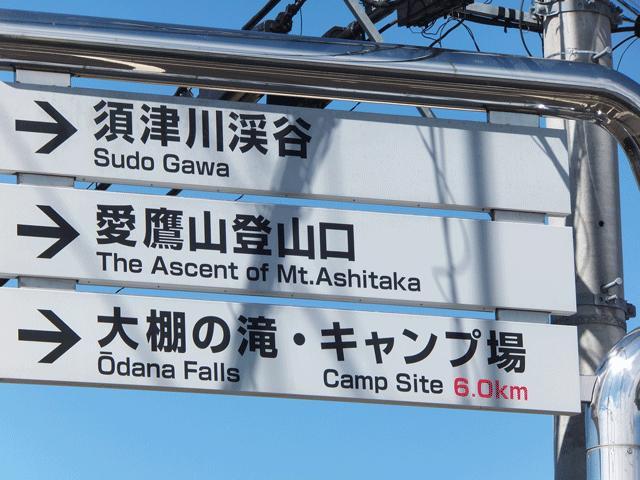 → 須津川渓谷
Sudo Gawa
→ 愛鷹山登山口
The Ascent of Mt.Ashitaka
→ 大棚の滝・キャンプ場
Ōdana Falls Camp Site 6.0km